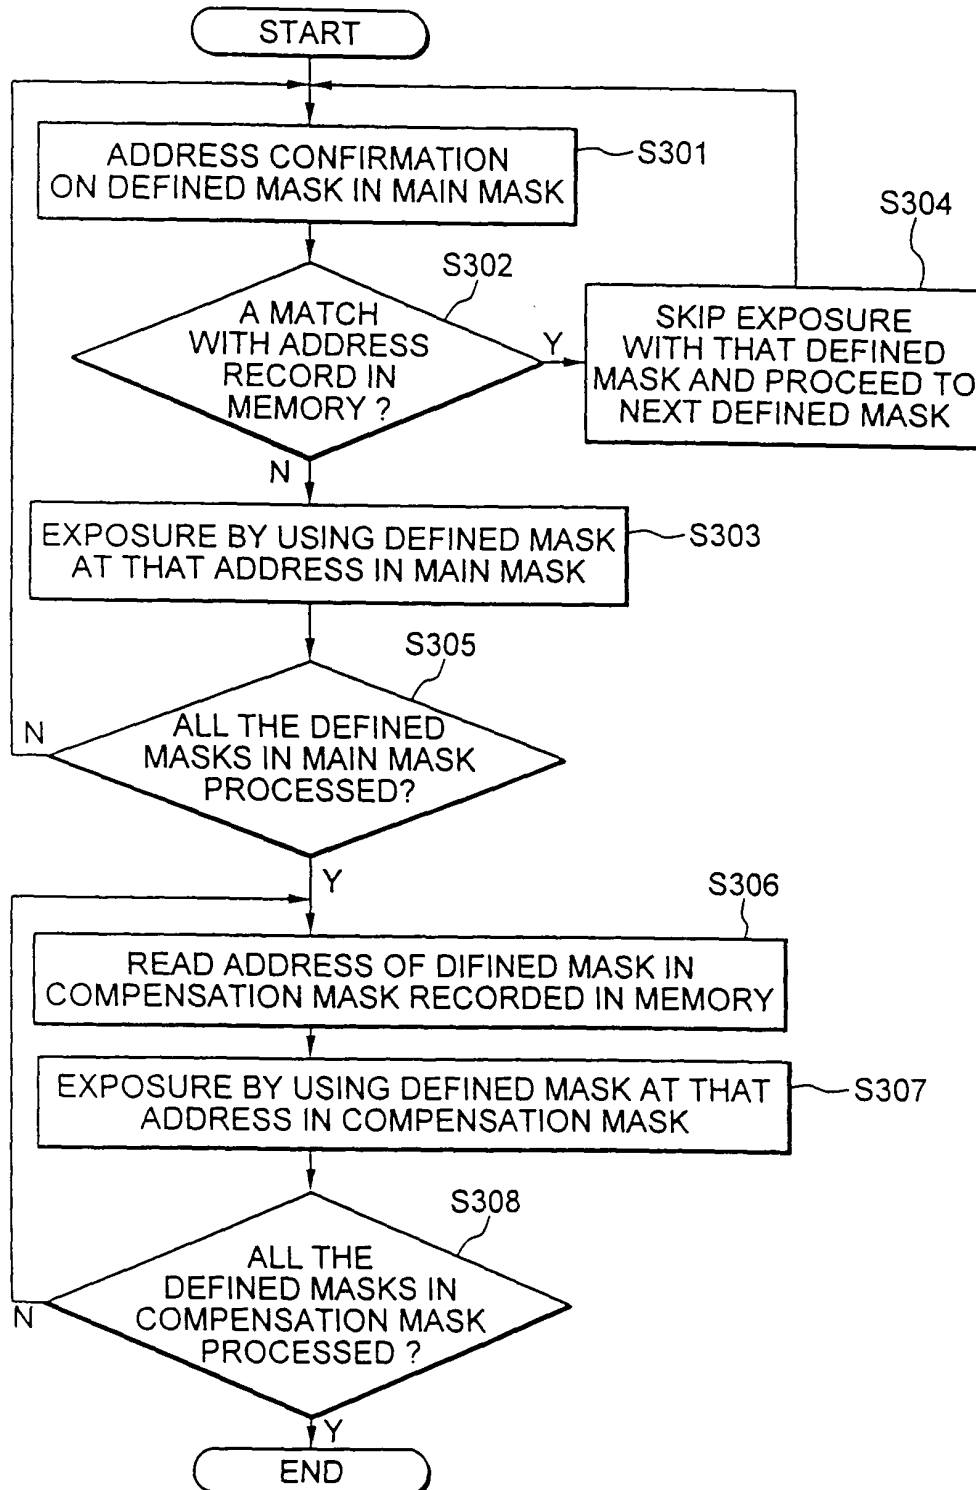 START
ADDRESS CONFIRMATION
ON DEFINED MASK IN MAIN MASK
S301
S304
S302
A MATCH
WITH ADDRESS
RECORD IN
MEMORY ?
Y
SKIP EXPOSURE
WITH THAT DEFINED
MASK AND PROCEED TO
NEXT DEFINED MASK
N
EXPOSURE BY USING DEFINED MASK
AT THAT ADDRESS IN MAIN MASK
S303
S305
ALL THE DEFINED
MASKS IN MAIN MASK
PROCESSED?
N
Y
S306
READ ADDRESS OF DIFINED MASK IN
COMPENSATION MASK RECORDED IN MEMORY
EXPOSURE BY USING DEFINED MASK AT THAT
ADDRESS IN COMPENSATION MASK
S307
S308
ALL THE
DEFINED MASKS IN
COMPENSATION MASK
PROCESSED ?
N
Y
END